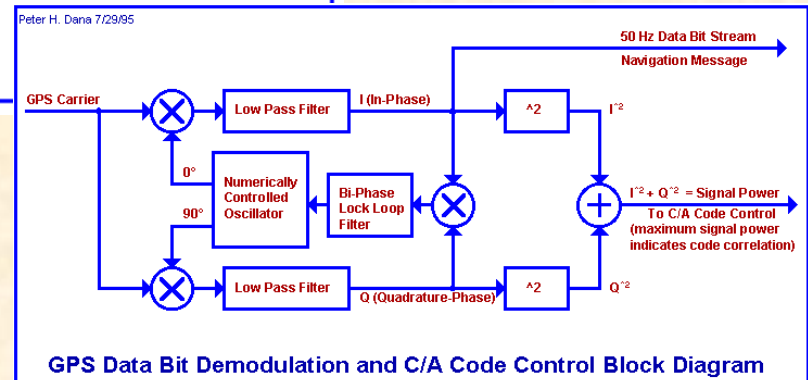 Peter H. Dana 7/29/95
50 Hz Data Bit Stream
Navigation Message
GPS Carrier
Low Pass Filter
I (In-Phase)
^2
I^2
0°
Numerically
Controlled
Oscillator
Bi-Phase
Lock Loop
Filter
90°
I^2 + Q^2 = Signal Power
To C/A Code Control
(maximum signal power
indicates code correlation)
Low Pass Filter
Q (Quadrature-Phase)
^2
Q^2
GPS Data Bit Demodulation and C/A Code Control Block Diagram